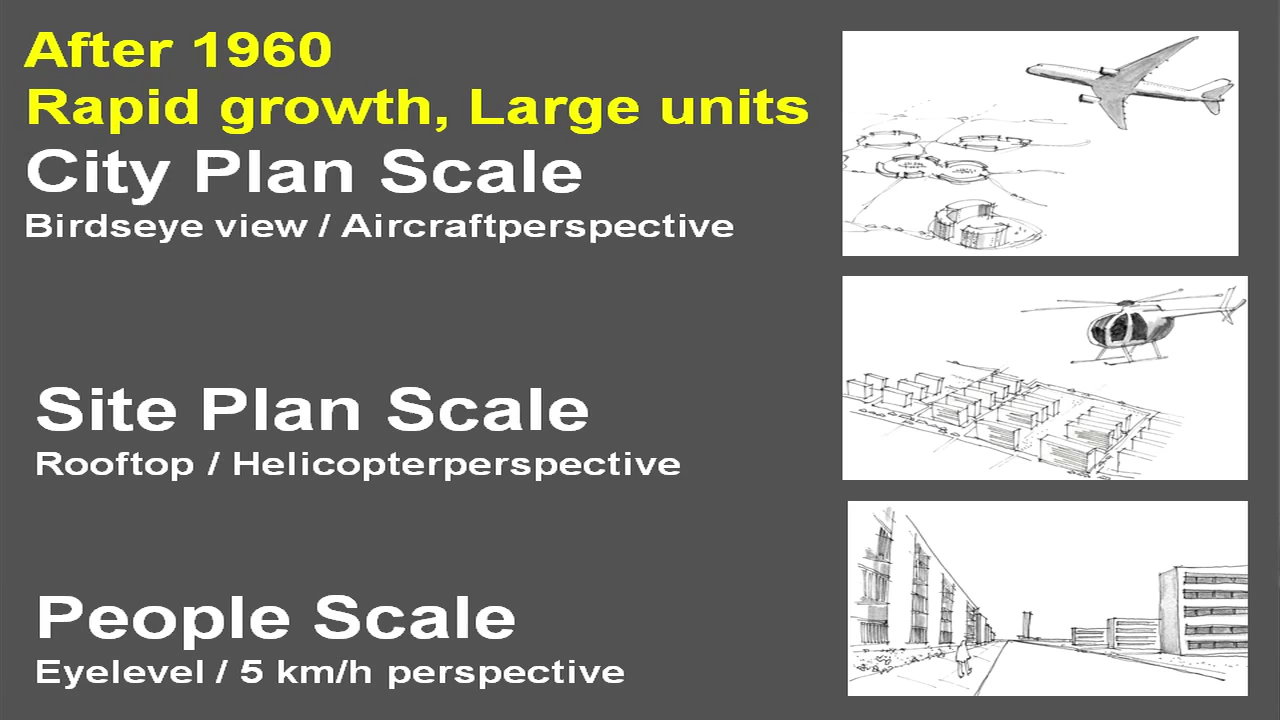 After 1960
Rapid growth, Large units
City Plan Scale
Birdseye view / Aircraftperspective
Site Plan Scale
Rooftop / Helicopterperspective
People Scale
Eyelevel / 5 km/h perspective